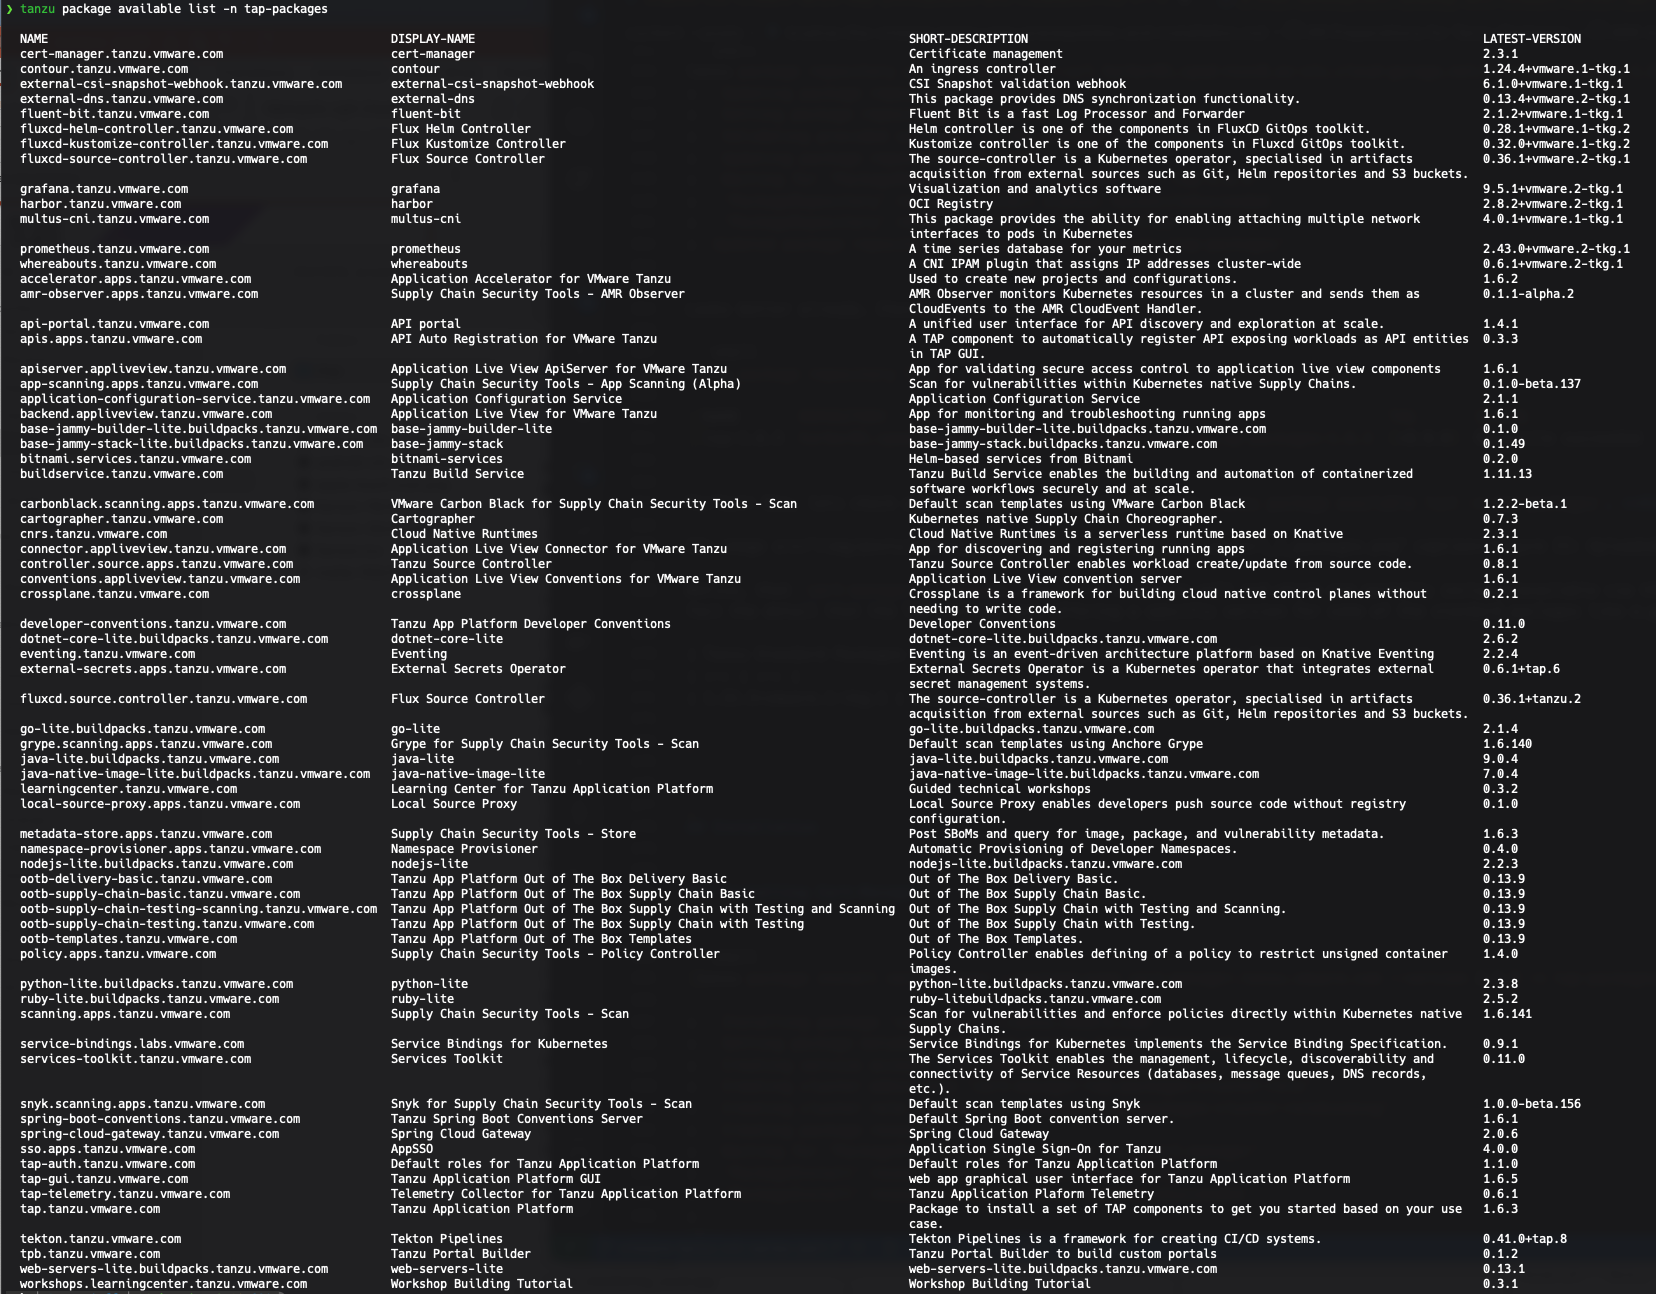 ❯ tanzu package available list -n tap-packages
NAME DISPLAY-NAME SHORT-DESCRIPTION LATEST-VERSION
cert-manager.tanzu.vmware.com cert-manager Certificate management 2.3.1
contour.tanzu.vmware.com contour An ingress controller 1.24.4+vmware.1-tkg.1
external-csi-snapshot-webhook.tanzu.vmware.com external-csi-snapshot-webhook CSI Snapshot validation webhook 6.1.0+vmware.1-tkg.1
external-dns.tanzu.vmware.com external-dns This package provides DNS synchronization functionality. 0.13.4+vmware.2-tkg.1
fluent-bit.tanzu.vmware.com fluent-bit Fluent Bit is a fast Log Processor and Forwarder 2.1.2+vmware.1-tkg.1
fluxcd-helm-controller.tanzu.vmware.com Flux Helm Controller Helm controller is one of the components in FluxCD GitOps toolkit. 0.28.1+vmware.1-tkg.2
fluxcd-kustomize-controller.tanzu.vmware.com Flux Kustomize Controller Kustomize controller is one of the components in Fluxcd GitOps toolkit. 0.32.0+vmware.1-tkg.2
fluxcd-source-controller.tanzu.vmware.com Flux Source Controller The source-controller is a Kubernetes operator, specialised in artifacts 0.36.1+vmware.2-tkg.1
acquisition from external sources such as Git, Helm repositories and S3 buckets.
grafana.tanzu.vmware.com grafana Visualization and analytics software 9.5.1+vmware.2-tkg.1
harbor.tanzu.vmware.com harbor OCI Registry 2.8.2+vmware.2-tkg.1
multus-cni.tanzu.vmware.com multus-cni This package provides the ability for enabling attaching multiple network 4.0.1+vmware.1-tkg.1
interfaces to pods in Kubernetes
prometheus.tanzu.vmware.com prometheus A time series database for your metrics 2.43.0+vmware.2-tkg.1
whereabouts.tanzu.vmware.com whereabouts A CNI IPAM plugin that assigns IP addresses cluster-wide 0.6.1+vmware.2-tkg.1
accelerator.apps.tanzu.vmware.com Application Accelerator for VMware Tanzu Used to create new projects and configurations. 1.6.2
amr-observer.apps.tanzu.vmware.com Supply Chain Security Tools - AMR Observer AMR Observer monitors Kubernetes resources in a cluster and sends them as 0.1.1-alpha.2
CloudEvents to the AMR CloudEvent Handler.
api-portal.tanzu.vmware.com API portal A unified user interface for API discovery and exploration at scale. 1.4.1
apis.apps.tanzu.vmware.com API Auto Registration for VMware Tanzu A TAP component to automatically register API exposing workloads as API entities 0.3.3
in TAP GUI.
apiserver.appliveview.tanzu.vmware.com Application Live View ApiServer for VMware Tanzu App for validating secure access control to application live view components 1.6.1
app-scanning.apps.tanzu.vmware.com Supply Chain Security Tools - App Scanning (Alpha) Scan for vulnerabilities within Kubernetes native Supply Chains. 0.1.0-beta.137
application-configuration-service.tanzu.vmware.com Application Configuration Service Application Configuration Service 2.1.1
backend.appliveview.tanzu.vmware.com Application Live View for VMware Tanzu App for monitoring and troubleshooting running apps 1.6.1
base-jammy-builder-lite.buildpacks.tanzu.vmware.com base-jammy-builder-lite base-jammy-builder-lite.buildpacks.tanzu.vmware.com 0.1.0
base-jammy-stack-lite.buildpacks.tanzu.vmware.com base-jammy-stack base-jammy-stack.buildpacks.tanzu.vmware.com 0.1.49
bitnami.services.tanzu.vmware.com bitnami-services Helm-based services from Bitnami 0.2.0
buildservice.tanzu.vmware.com Tanzu Build Service Tanzu Build Service enables the building and automation of containerized 1.11.13
software workflows securely and at scale.
carbonblack.scanning.apps.tanzu.vmware.com VMware Carbon Black for Supply Chain Security Tools - Scan Default scan templates using VMware Carbon Black 1.2.2-beta.1
cartographer.tanzu.vmware.com Cartographer Kubernetes native Supply Chain Choreographer. 0.7.3
cnrs.tanzu.vmware.com Cloud Native Runtimes Cloud Native Runtimes is a serverless runtime based on Knative 2.3.1
connector.appliveview.tanzu.vmware.com Application Live View Connector for VMware Tanzu App for discovering and registering running apps 1.6.1
controller.source.apps.tanzu.vmware.com Tanzu Source Controller Tanzu Source Controller enables workload create/update from source code. 0.8.1
conventions.appliveview.tanzu.vmware.com Application Live View Conventions for VMware Tanzu Application Live View convention server 1.6.1
crossplane.tanzu.vmware.com crossplane Crossplane is a framework for building cloud native control planes without 0.2.1
needing to write code.
developer-conventions.tanzu.vmware.com Tanzu App Platform Developer Conventions Developer Conventions 0.11.0
dotnet-core-lite.buildpacks.tanzu.vmware.com dotnet-core-lite dotnet-core-lite.buildpacks.tanzu.vmware.com 2.6.2
eventing.tanzu.vmware.com Eventing Eventing is an event-driven architecture platform based on Knative Eventing 2.2.4
external-secrets.apps.tanzu.vmware.com External Secrets Operator External Secrets Operator is a Kubernetes operator that integrates external 0.6.1+tap.6
secret management systems.
fluxcd.source.controller.tanzu.vmware.com Flux Source Controller The source-controller is a Kubernetes operator, specialised in artifacts 0.36.1+tanzu.2
acquisition from external sources such as Git, Helm repositories and S3 buckets.
go-lite.buildpacks.tanzu.vmware.com go-lite go-lite.buildpacks.tanzu.vmware.com 2.1.4
grype.scanning.apps.tanzu.vmware.com Grype for Supply Chain Security Tools - Scan Default scan templates using Anchore Grype 1.6.140
java-lite.buildpacks.tanzu.vmware.com java-lite java-lite.buildpacks.tanzu.vmware.com 9.0.4
java-native-image-lite.buildpacks.tanzu.vmware.com java-native-image-lite java-native-image-lite.buildpacks.tanzu.vmware.com 7.0.4
learningcenter.tanzu.vmware.com Learning Center for Tanzu Application Platform Guided technical workshops 0.3.2
local-source-proxy.apps.tanzu.vmware.com Local Source Proxy Local Source Proxy enables developers push source code without registry 0.1.0
configuration.
metadata-store.apps.tanzu.vmware.com Supply Chain Security Tools - Store Post SBoMs and query for image, package, and vulnerability metadata. 1.6.3
namespace-provisioner.apps.tanzu.vmware.com Namespace Provisioner Automatic Provisioning of Developer Namespaces. 0.4.0
nodejs-lite.buildpacks.tanzu.vmware.com nodejs-lite nodejs-lite.buildpacks.tanzu.vmware.com 2.2.3
ootb-delivery-basic.tanzu.vmware.com Tanzu App Platform Out of The Box Delivery Basic Out of The Box Delivery Basic. 0.13.9
ootb-supply-chain-basic.tanzu.vmware.com Tanzu App Platform Out of The Box Supply Chain Basic Out of The Box Supply Chain Basic. 0.13.9
ootb-supply-chain-testing-scanning.tanzu.vmware.com Tanzu App Platform Out of The Box Supply Chain with Testing and Scanning Out of The Box Supply Chain with Testing and Scanning. 0.13.9
ootb-supply-chain-testing.tanzu.vmware.com Tanzu App Platform Out of The Box Supply Chain with Testing Out of The Box Supply Chain with Testing. 0.13.9
ootb-templates.tanzu.vmware.com Tanzu App Platform Out of The Box Templates Out of The Box Templates. 0.13.9
policy.apps.tanzu.vmware.com Supply Chain Security Tools - Policy Controller Policy Controller enables defining of a policy to restrict unsigned container 1.4.0
images.
python-lite.buildpacks.tanzu.vmware.com python-lite python-lite.buildpacks.tanzu.vmware.com 2.3.8
ruby-lite.buildpacks.tanzu.vmware.com ruby-lite ruby-litebuildpacks.tanzu.vmware.com 2.5.2
scanning.apps.tanzu.vmware.com Supply Chain Security Tools - Scan Scan for vulnerabilities and enforce policies directly within Kubernetes native 1.6.141
Supply Chains.
service-bindings.labs.vmware.com Service Bindings for Kubernetes Service Bindings for Kubernetes implements the Service Binding Specification. 0.9.1
services-toolkit.tanzu.vmware.com Services Toolkit The Services Toolkit enables the management, lifecycle, discoverability and 0.11.0
connectivity of Service Resources (databases, message queues, DNS records,
etc.).
snyk.scanning.apps.tanzu.vmware.com Snyk for Supply Chain Security Tools - Scan Default scan templates using Snyk 1.0.0-beta.156
spring-boot-conventions.tanzu.vmware.com Tanzu Spring Boot Conventions Server Default Spring Boot convention server. 1.6.1
spring-cloud-gateway.tanzu.vmware.com Spring Cloud Gateway Spring Cloud Gateway 2.0.6
sso.apps.tanzu.vmware.com AppSSO Application Single Sign-On for Tanzu 4.0.0
tap-auth.tanzu.vmware.com Default roles for Tanzu Application Platform Default roles for Tanzu Application Platform 1.1.0
tap-gui.tanzu.vmware.com Tanzu Application Platform GUI web app graphical user interface for Tanzu Application Platform 1.6.5
tap-telemetry.tanzu.vmware.com Telemetry Collector for Tanzu Application Platform Tanzu Application Plaform Telemetry 0.6.1
tap.tanzu.vmware.com Tanzu Application Platform Package to install a set of TAP components to get you started based on your use 1.6.3
case.
tekton.tanzu.vmware.com Tekton Pipelines Tekton Pipelines is a framework for creating CI/CD systems. 0.41.0+tap.8
tpb.tanzu.vmware.com Tanzu Portal Builder Tanzu Portal Builder to build custom portals 0.1.2
web-servers-lite.buildpacks.tanzu.vmware.com web-servers-lite web-servers-lite.buildpacks.tanzu.vmware.com 0.13.1
workshops.learningcenter.tanzu.vmware.com Workshop Building Tutorial Workshop Building Tutorial 0.3.1